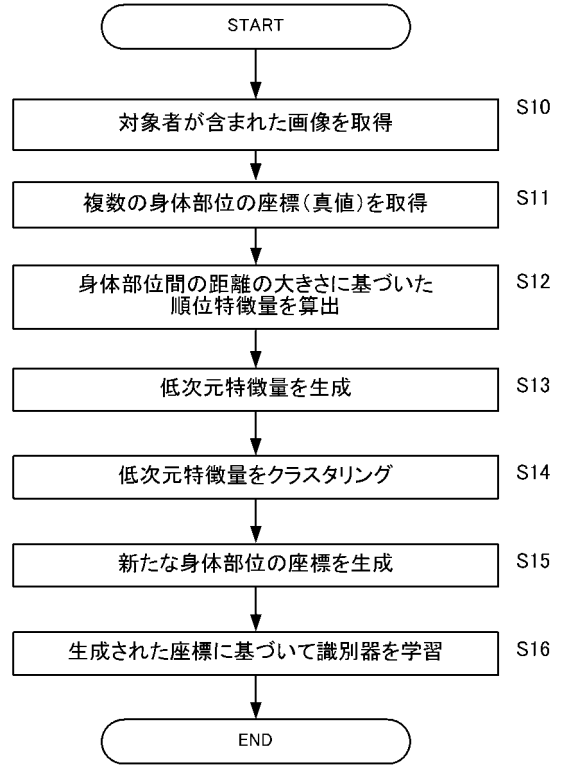 START
対象者が含まれた画像を取得
S10
複数の身体部位の座標(真値)を取得
S11
身体部位間の距離の大きさに基づいた
順位特徴量を算出
S12
低次元特徴量を生成
S13
低次元特徴量をクラスタリング
S14
新たな身体部位の座標を生成
S15
生成された座標に基づいて識別器を学習
S16
END